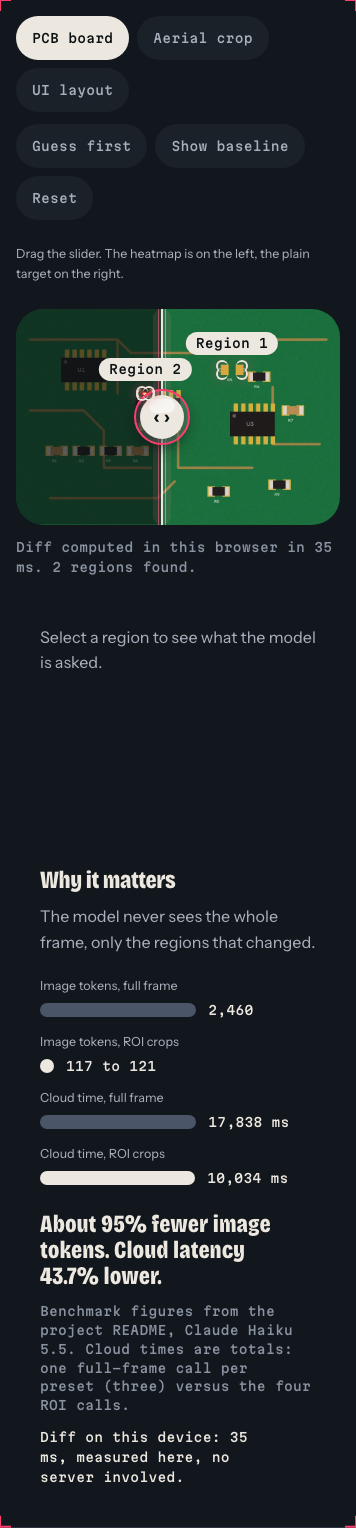 PCB board
Aerial crop
UI layout
Guess first
Show baseline
Reset
Drag the slider. The heatmap is on the left, the plain
target on the right.
Region 1
Region 2
U1
U3
Diff computed in this browser in 35
ms. 2 regions found.
Select a region to see what the model
is asked.
Why it matters
The model never sees the whole
frame, only the regions that changed.
Image tokens, full frame
2,460
Image tokens, ROI crops
117 to 121
Cloud time, full frame
17,838 ms
Cloud time, ROI crops
10,034 ms
About 95% fewer image
tokens. Cloud latency
43.7% lower.
Benchmark figures from the
project README, Claude Haiku
5.5. Cloud times are totals:
one full-frame call per
preset (three) versus the four
ROI calls.
Diff on this device: 35
ms, measured here, no
server involved.